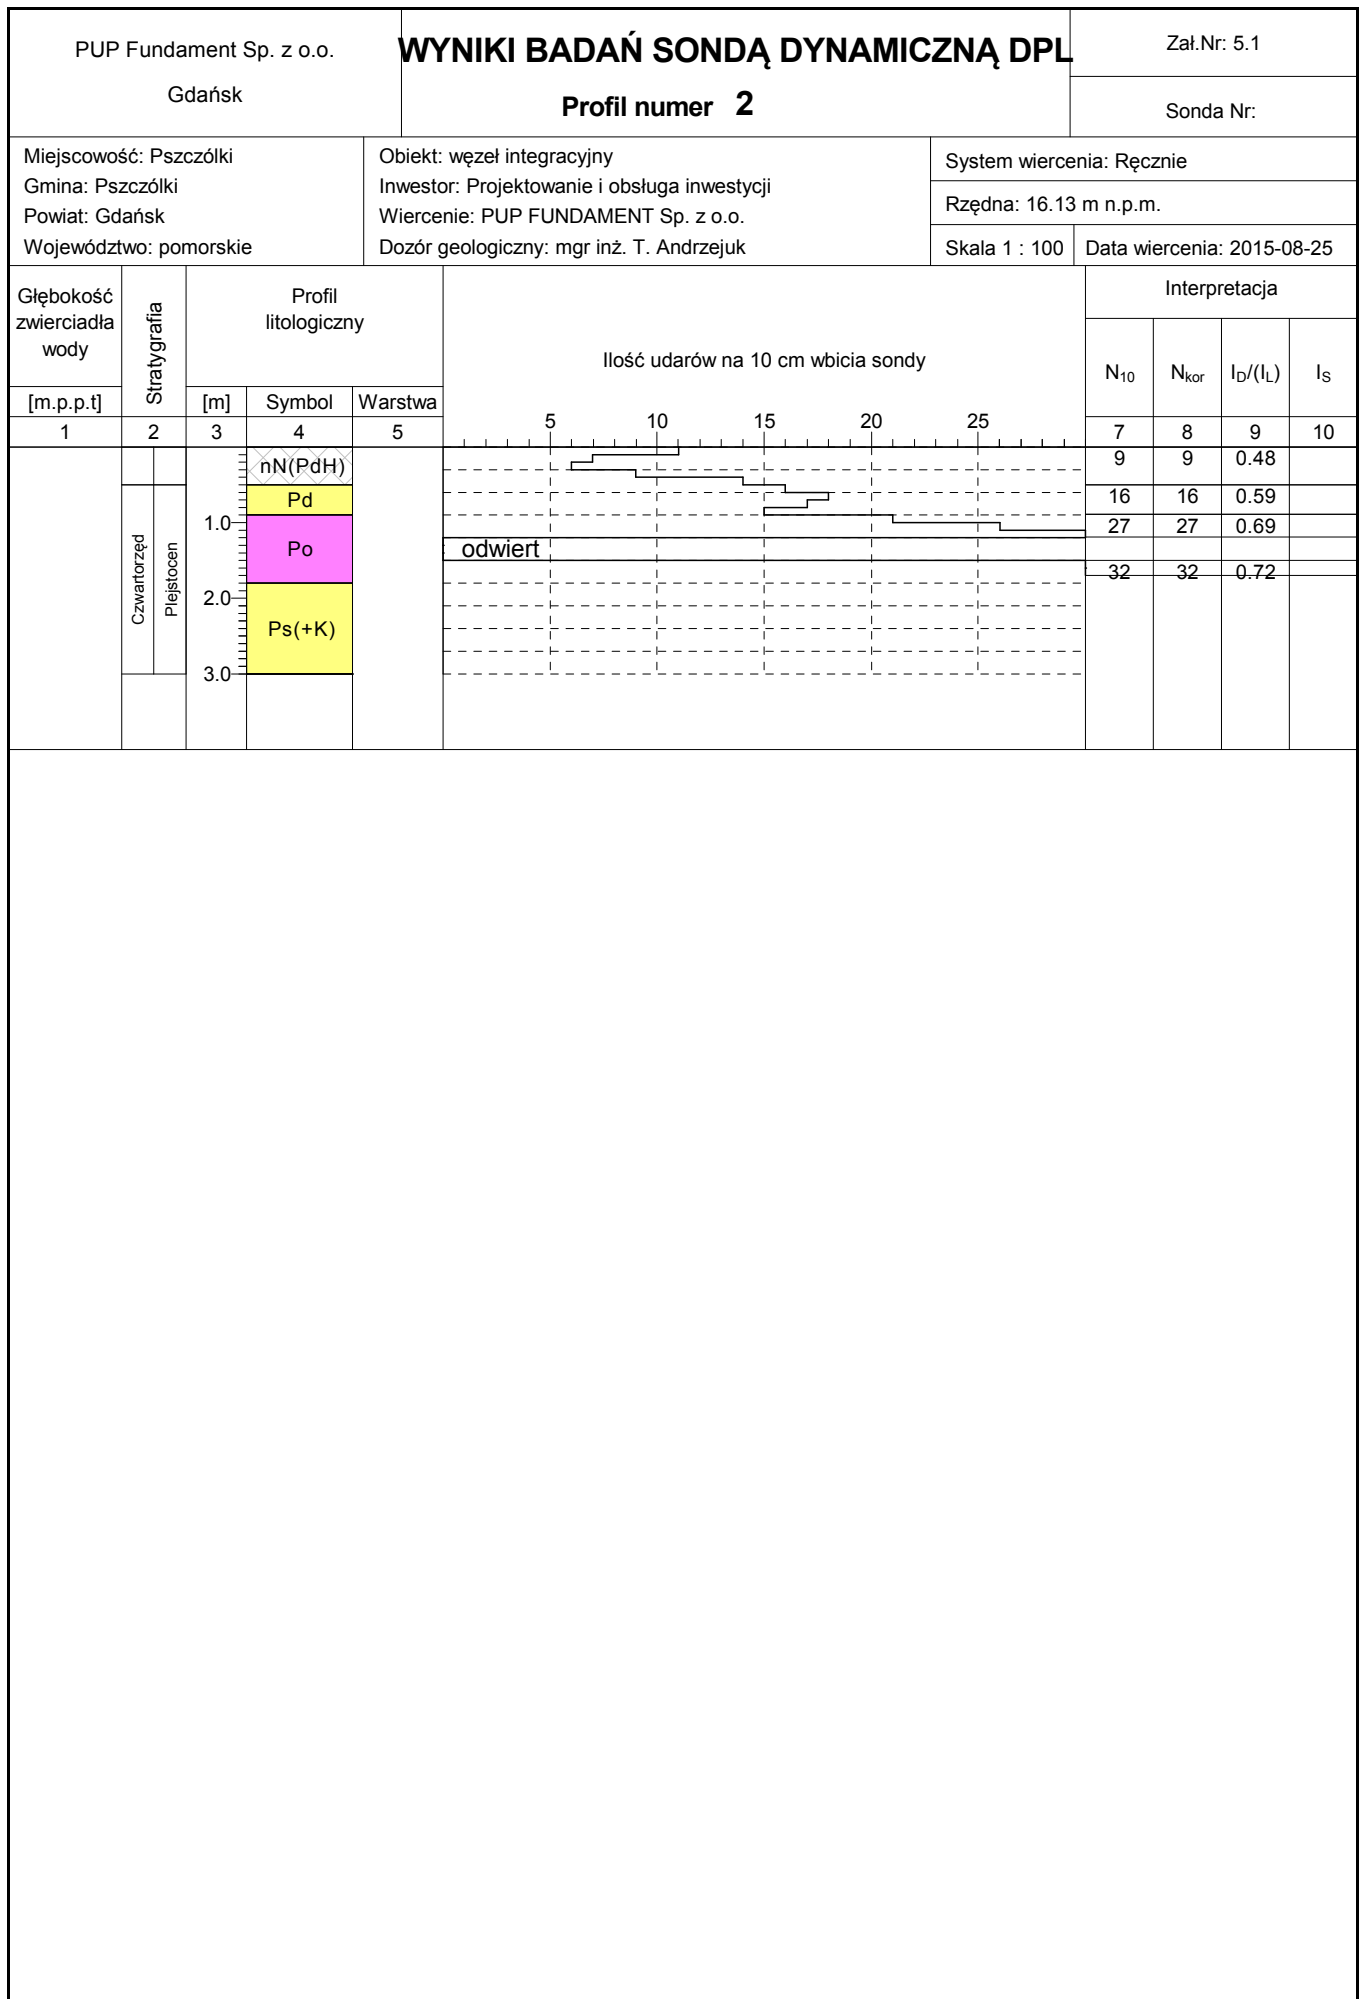 PUP Fundament Sp. z o.o.
Gdańsk
WYNIKI BADAŃ SONDĄ DYNAMICZNĄ DPL
Profil numer 2
Zał.Nr: 5.1
Sonda Nr:
Miejscowość: Pszczółki
Gmina: Pszczółki
Powiat: Gdańsk
Województwo: pomorskie
Obiekt: węzeł integracyjny
Inwestor: Projektowanie i obsługa inwestycji
Wiercenie: PUP FUNDAMENT Sp. z o.o.
Dozór geologiczny: mgr inż. T. Andrzejuk
System wiercenia: Ręcznie
Rzędna: 16.13 m n.p.m.
Skala 1 : 100 Data wiercenia: 2015-08-25
Głębokość
zwierciadła
wody
[m.p.p.t]
Stratygrafia
Profil
litologiczny
[m] Symbol Warstwa
Ilość udarów na 10 cm wbicia sondy
5 10 15 20 25
Interpretacja
N10 Nkor ID/(IL) IS
1 2 3 4 5 7 8 9 10
nN(PdH) 9 9 0.48
Pd 16 16 0.59
1.0 27 27 0.69
Po odwiert
32 32 0.72
Czwartorzęd
Plejstocen
2.0
Ps(+K)
3.0